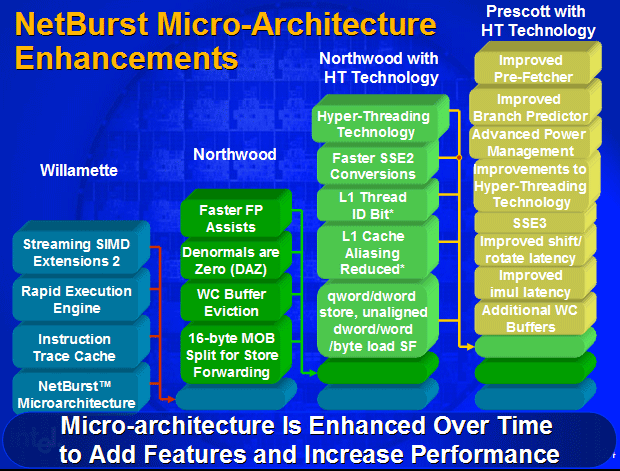 NetBurst Micro-Architecture
Enhancements
Willamette
Streaming SIMD
Extensions 2
Rapid Execution
Engine
Instruction
Trace Cache
NetBurst™
Microarchitecture
Northwood
Faster FP
Assists
Denormals are
Zero (DAZ)
WC Buffer
Eviction
16-byte MOB
Split for Store
Forwarding
Northwood with
HT Technology
Hyper-Threading
Technology
Faster SSE2
Conversions
L1 Thread
ID Bit*
L1 Cache
Aliasing
Reduced*
qword/dword
store, unaligned
dword/word
/byte load SF
Prescott with
HT Technology
Improved
Pre-Fetcher
Improved
Branch Predictor
Advanced Power
Management
Improvements to
Hyper-Threading
Technology
SSE3
Improved shift/
rotate latency
Improved
imul latency
Additional WC
Buffers
Micro-architecture Is Enhanced Over Time
to Add Features and Increase Performance